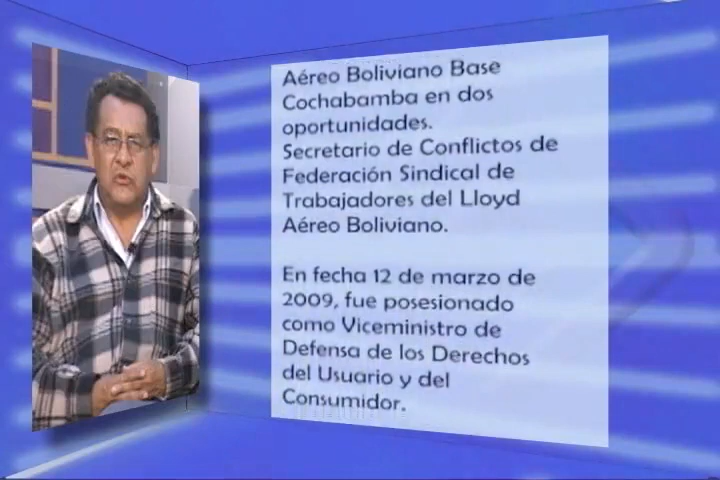 Aéreo Boliviano Base
Cochabamba en dos
oportunidades.
Secretario de Conflictos de
Federación Sindical de
Trabajadores del Lloyd
Aéreo Boliviano.
En fecha 12 de marzo de
2009, fue posesionado
como Viceministro de
Defensa de los Derechos
del Usuario y del
Consumidor.